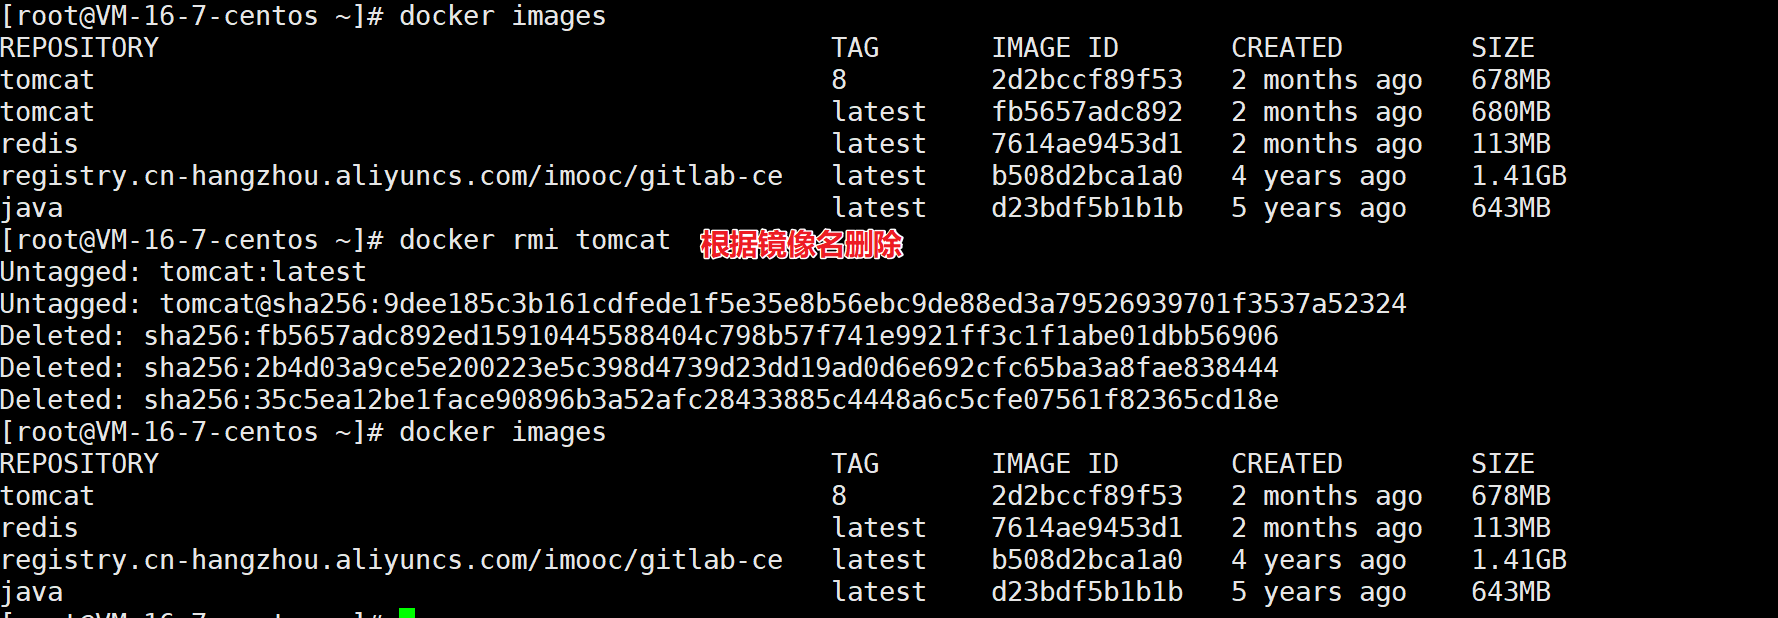 [root@VM-16-7-centos ~]# docker images
REPOSITORY TAG IMAGE ID CREATED SIZE
tomcat 8 2d2bccf89f53 2 months ago 678MB
tomcat latest fb5657adc892 2 months ago 680MB
redis latest 7614ae9453d1 2 months ago 113MB
registry.cn-hangzhou.aliyuncs.com/imooc/gitlab-ce latest b508d2bca1a0 4 years ago 1.41GB
java latest d23bdf5b1b1b 5 years ago 643MB
[root@VM-16-7-centos ~]# docker rmi tomcat 根据镜像名删除
Untagged: tomcat:latest
Untagged: tomcat@sha256:9dee185c3b161cdfede1f5e35e8b56ebc9de88ed3a79526939701f3537a52324
Deleted: sha256:fb5657adc892ed15910445588404c798b57f741e9921ff3c1f1abe01dbb56906
Deleted: sha256:2b4d03a9ce5e200223e5c398d4739d23dd19ad0d6e692cfc65ba3a8fae838444
Deleted: sha256:35c5ea12be1face90896b3a52afc28433885c4448a6c5cfe07561f82365cd18e
[root@VM-16-7-centos ~]# docker images
REPOSITORY TAG IMAGE ID CREATED SIZE
tomcat 8 2d2bccf89f53 2 months ago 678MB
redis latest 7614ae9453d1 2 months ago 113MB
registry.cn-hangzhou.aliyuncs.com/imooc/gitlab-ce latest b508d2bca1a0 4 years ago 1.41GB
java latest d23bdf5b1b1b 5 years ago 643MB
[root@VM-16-7-centos ~]#